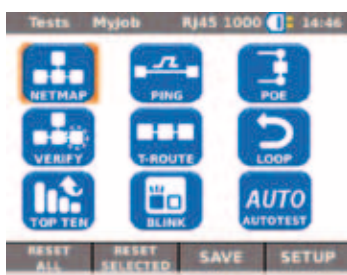 Tests Myjob RJ45 1000 14:46
NETMAP PING POE
VERIFY T-ROUTE LOOP
TOP TEN BLINK AUTO AUTOTEST
RESET ALL RESET SELECTED SAVE SETUP